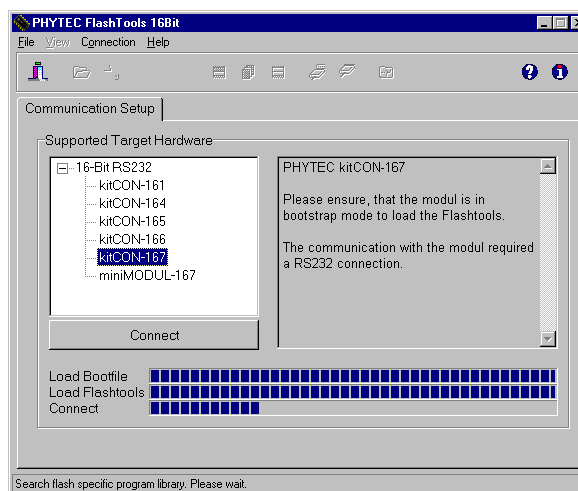 PHYTEC FlashTools 16Bit
File View Connection Help
Communication Setup
Supported Target Hardware
16-Bit RS232
kitCON-161
kitCON-164
kitCON-165
kitCON-166
kitCON-167
miniMODUL-167
Connect
PHYTEC kitCON-167
Please ensure, that the modul is in
bootstrap mode to load the Flashtools.
The communication with the modul required
a RS232 connection.
Load Bootfile
Load Flashtools
Connect
Search flash specific program library. Please wait.